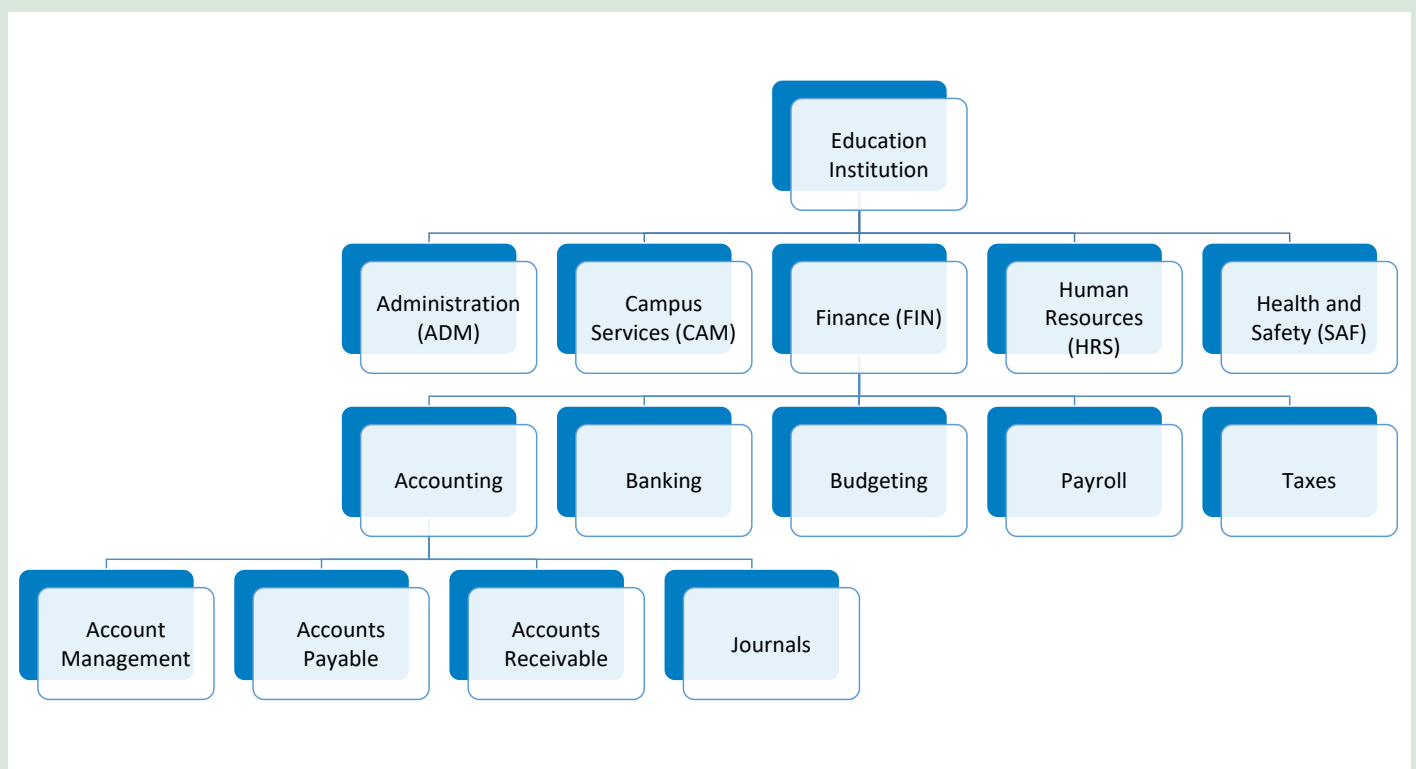 Education
Institution
Administration
(ADM)
Campus
Services (CAM)
Finance (FIN)
Human
Resources
(HRS)
Health and
Safety (SAF)
Accounting
Banking
Budgeting
Payroll
Taxes
Account
Management
Accounts
Payable
Accounts
Receivable
Journals